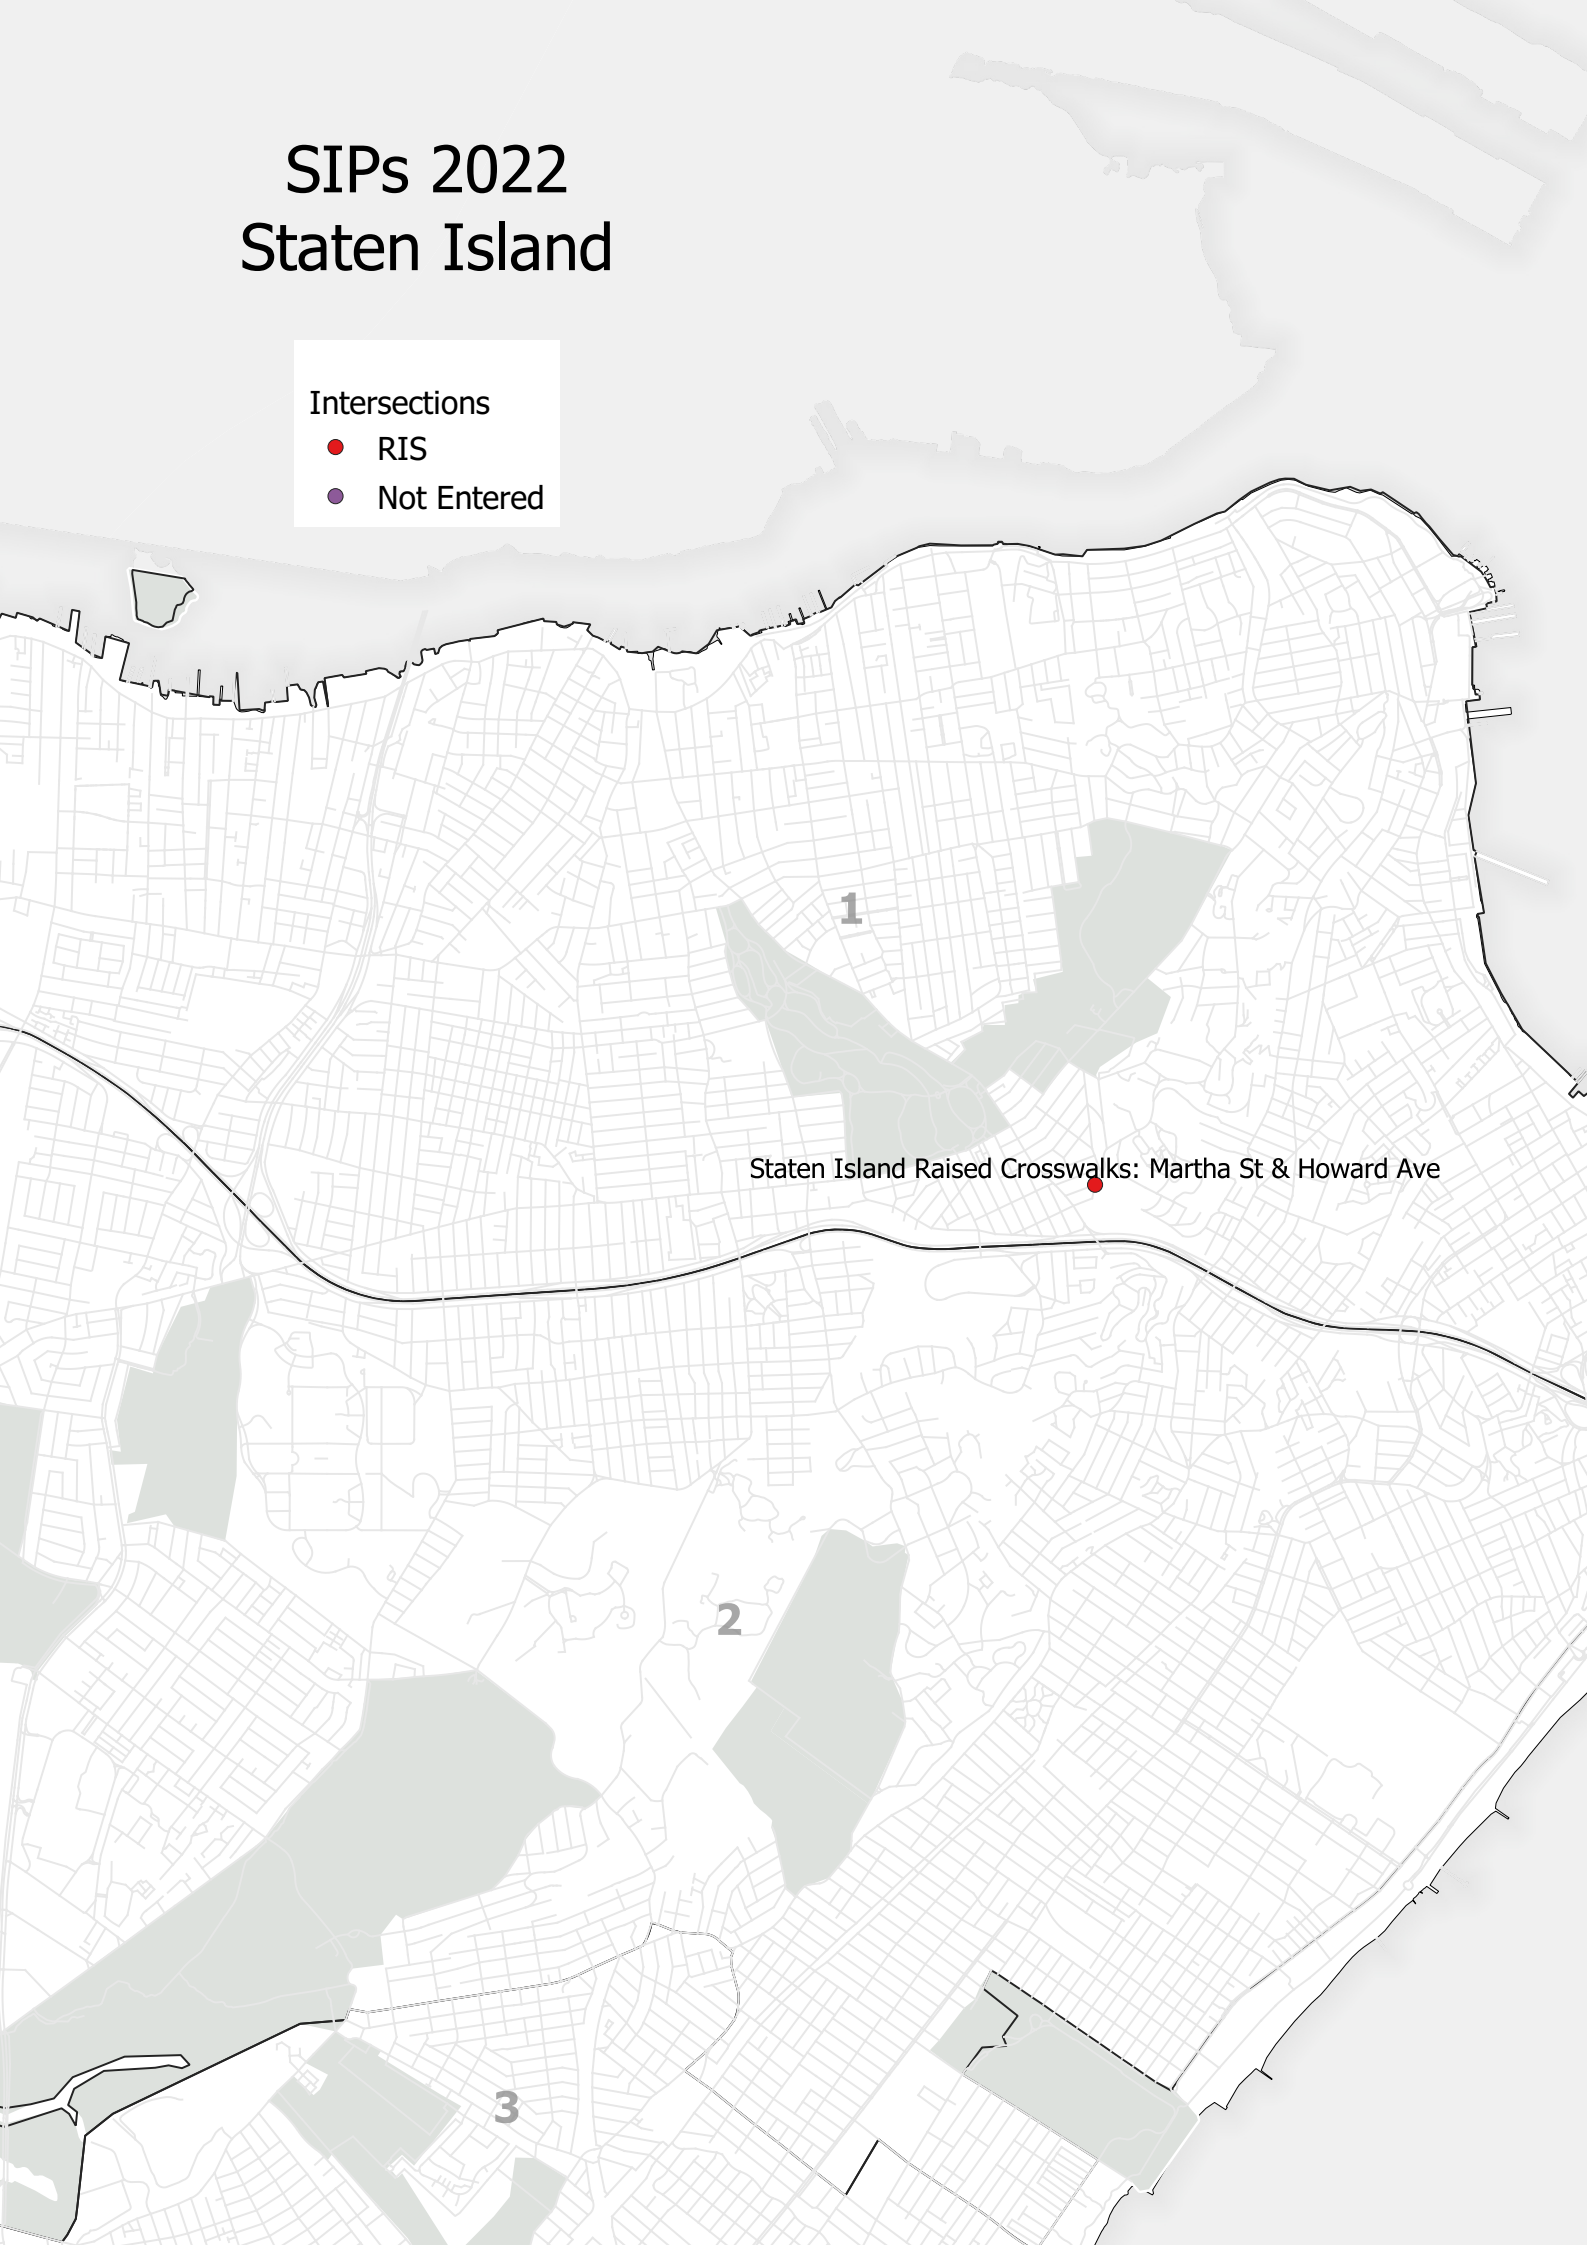 SIPs 2022
Staten Island
Intersections
RIS
Not Entered
1
Staten Island Raised Crosswalks: Martha St & Howard Ave
2
3